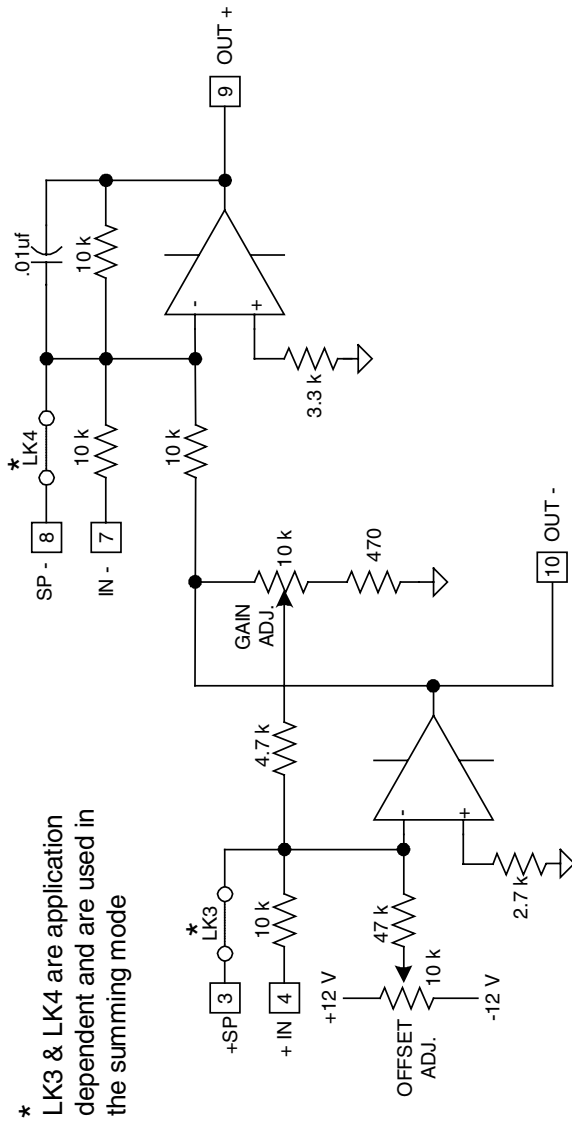 *
LK3 & LK4 are application
dependent and are used in
the summing mode
+SP
3
*
LK3
+ IN
4
10 k
4.7 k
+12 V
OFFSET
ADJ.
10 k
-12 V
47 k
-
+
2.7 k
GAIN
ADJ.
10 k
470
10
OUT -
SP -
8
*
LK4
IN -
7
10 k
10 k
.01uf
10 k
-
+
3.3 k
9
OUT +